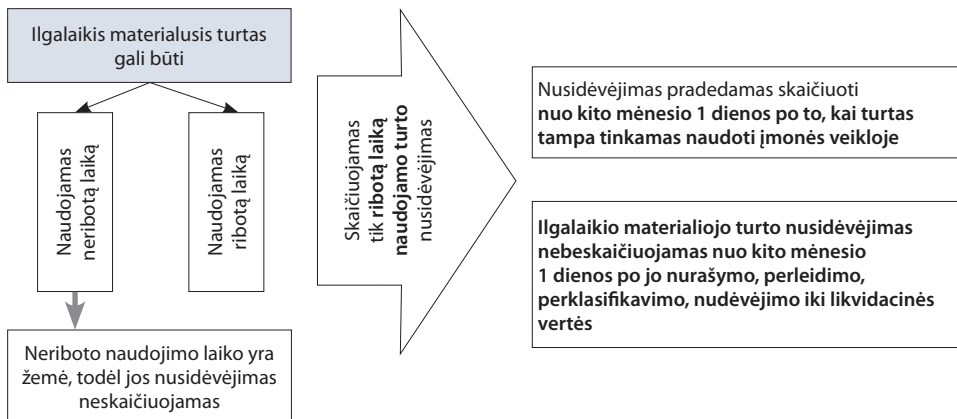 Ilgalaikis materialusis turtas
gali būti
Naudojamas
neribotą laiką
Naudojamas
ribotą laiką
Neriboto naudojimo laiko yra
žemė, todėl jos nusidėvėjimas
neskaičiuojamas
Skaičiuojamas
tik ribotą laiką
naudojamo turto
nusidėvėjimas
Nusidėvėjimas pradedamas skaičiuoti
nuo kito mėnesio 1 dienos po to, kai turtas
tampa tinkamas naudoti įmonės veikloje
Ilgalaikio materialiojo turto nusidėvėjimas
nebeskaičiuojamas nuo kito mėnesio
1 dienos po jo nurašymo, perleidimo,
perklasifikavimo, nudėvėjimo iki likvidacinės
vertės